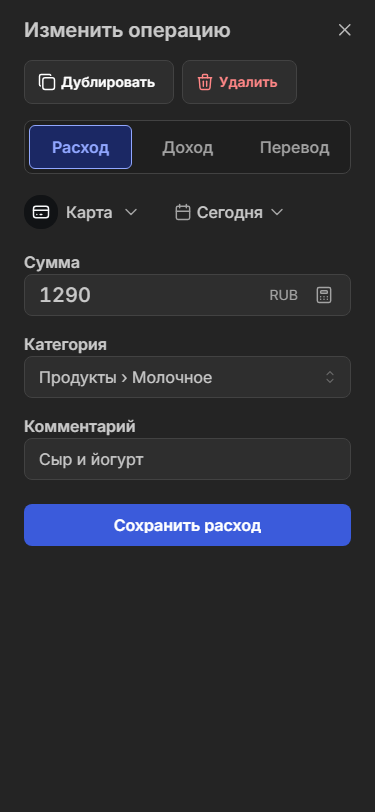 Изменить операцию
Дублировать Удалить
Расход Доход Перевод
Карта Сегодня
Сумма
1290 RUB
Категория
Продукты › Молочное
Комментарий
Сыр и йогурт
Сохранить расход